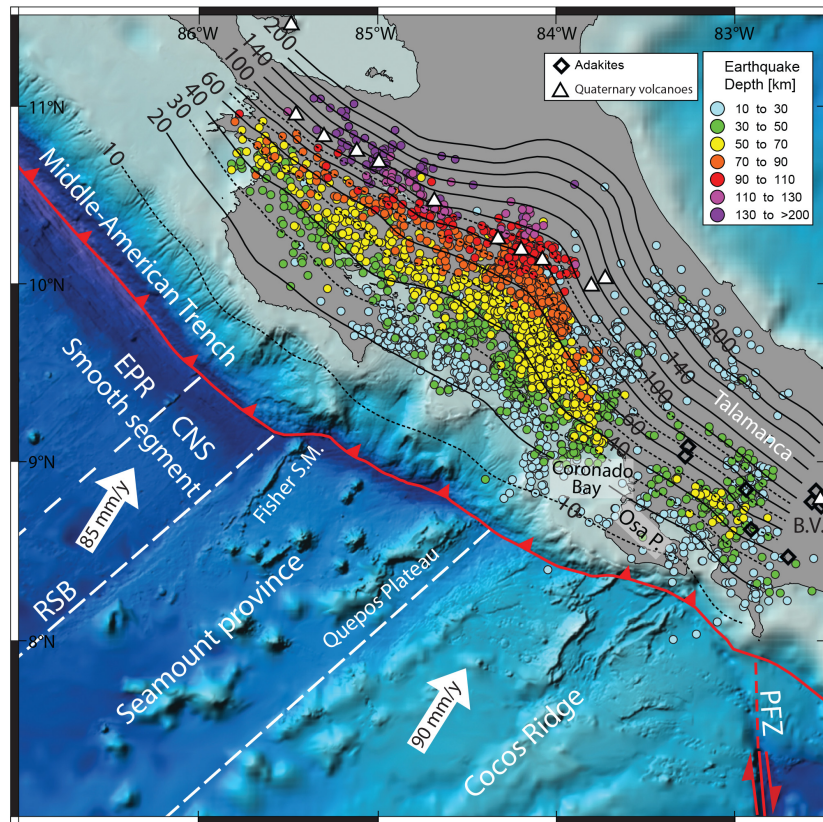 86°W
85°W
84°W
83°W
Adakites
Quaternary volcanoes
Earthquake
Depth [km]
10 to 30
30 to 50
50 to 70
70 to 90
90 to 110
110 to 130
130 to >200
200
140
100
60
40
30
20
10
11°N
10°N
9°N
8°N
Middle-American Trench
EPR
CNS
Smooth segment
85 mm/y
RSB
Fisher S.M.
Seamount province
Quepos Plateau
90 mm/y
Cocos Ridge
Coronado
Bay
Osa P.
Talamanca
B.V.
PFZ
200
140
100
60
40
10